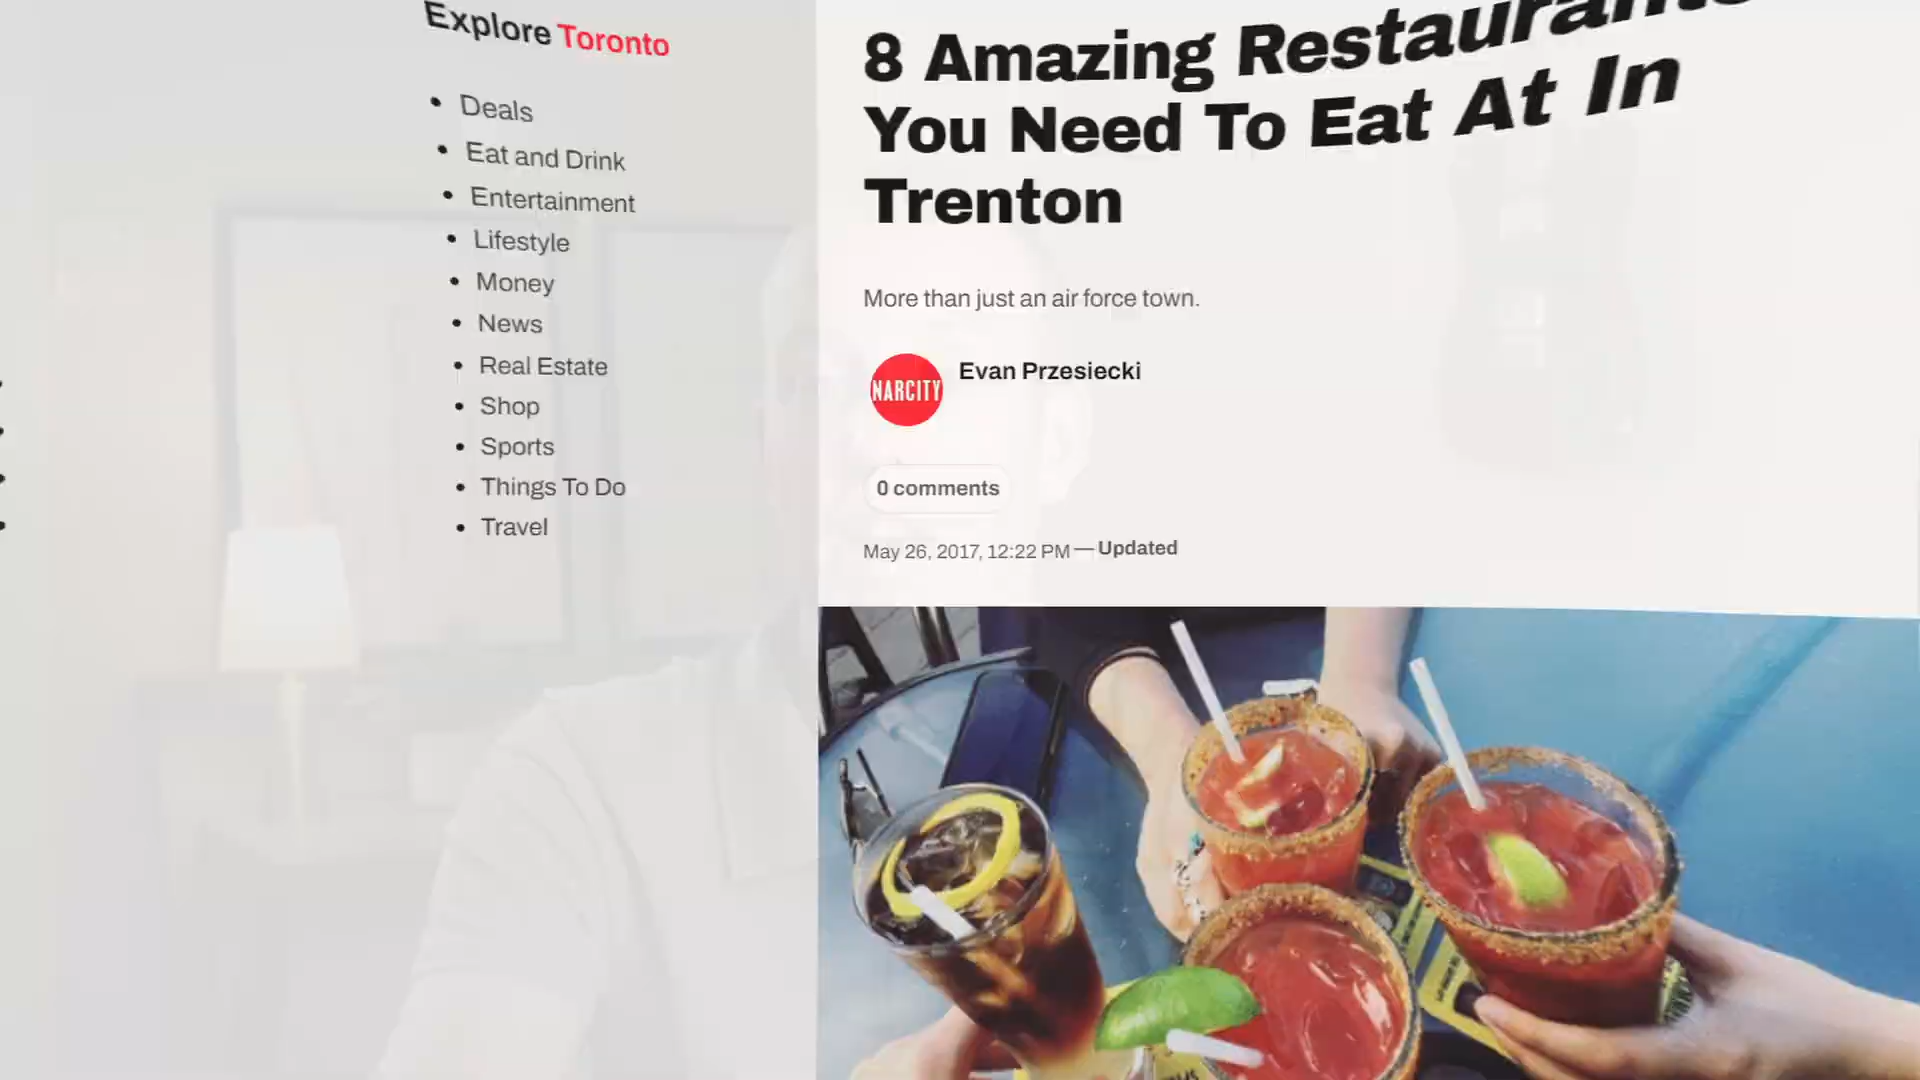 Explore Toronto
Deals
Eat and Drink
Entertainment
Lifestyle
Money
News
Real Estate
Shop
Sports
Things To Do
Travel
8 Amazing Restaurants
You Need To Eat At In
Trenton
More than just an air force town.
NARCITY
Evan Przesiecki
0 comments
May 26, 2017, 12:22 PM — Updated